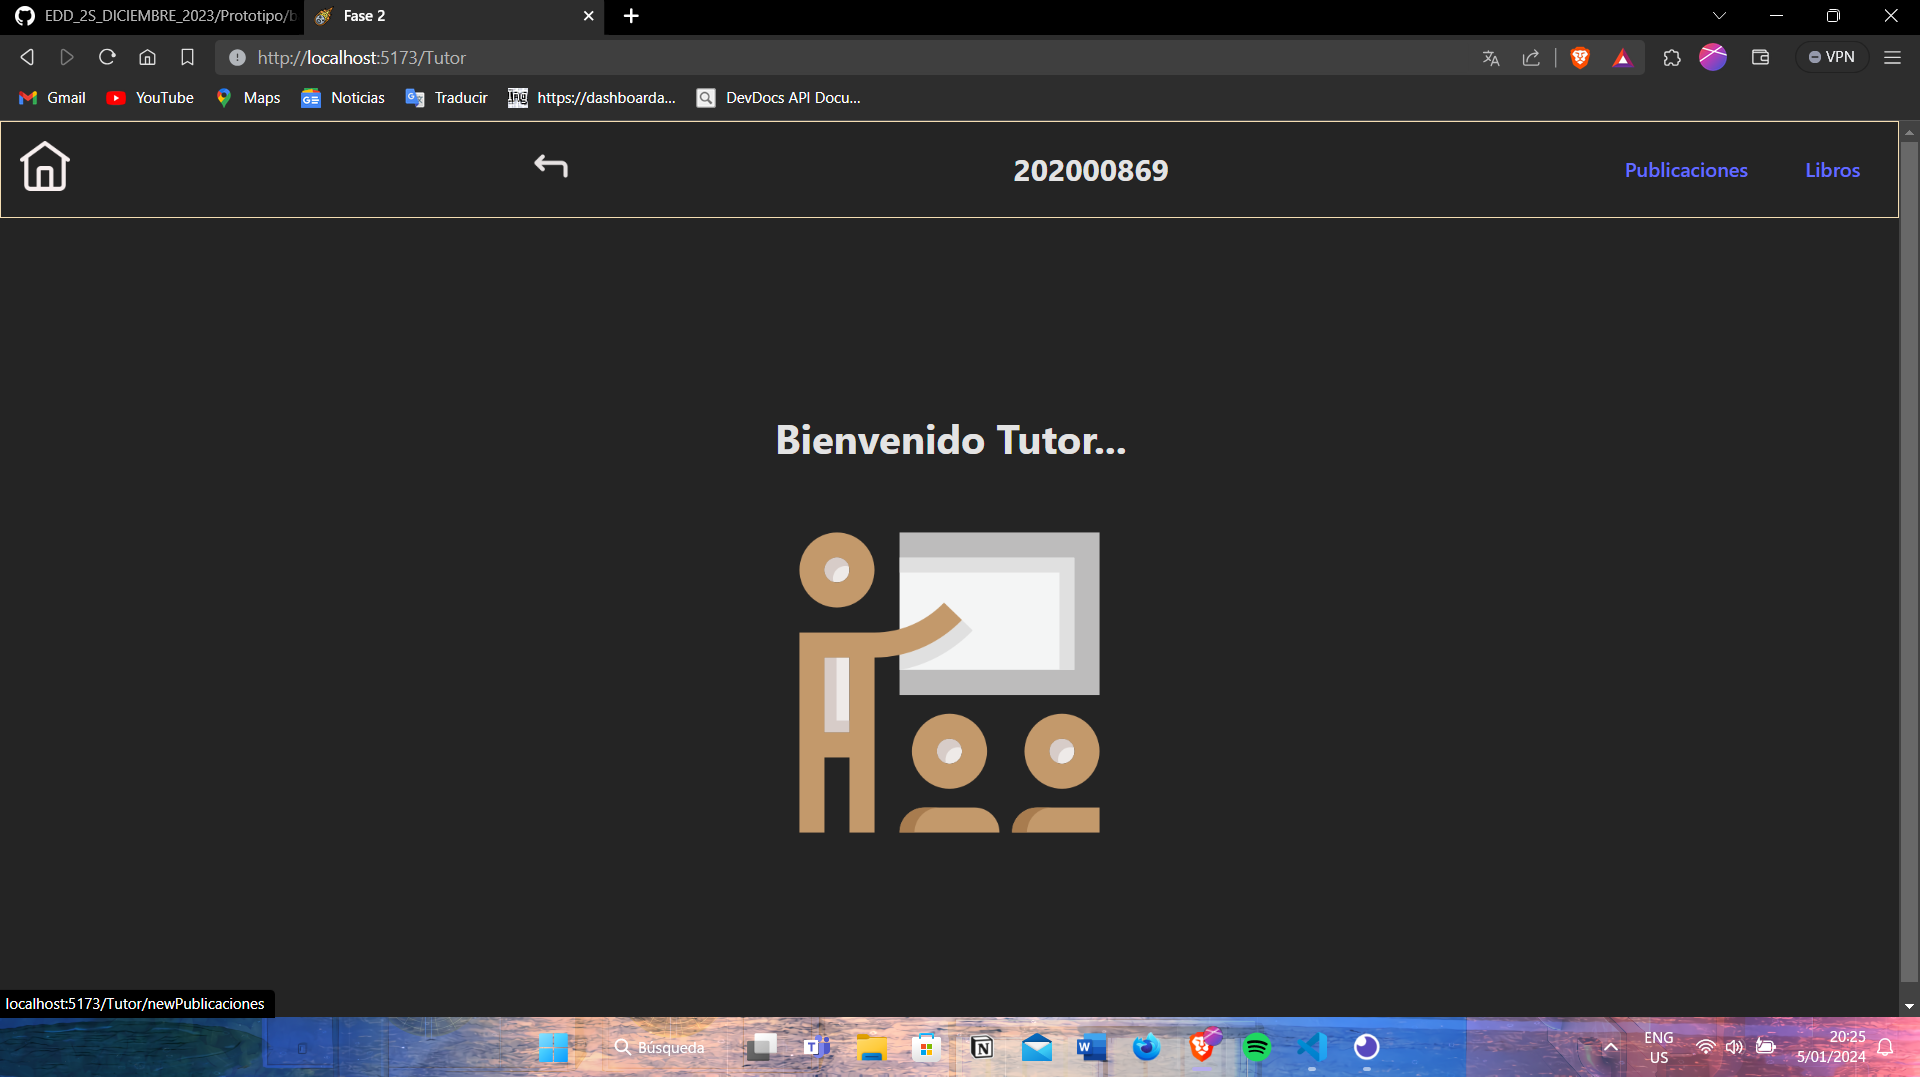 EDD_2S_DICIEMBRE_2023/Prototipo/b
Fase 2
http://localhost:5173/Tutor
VPN
Gmail
YouTube
Maps
Noticias
Traducir
https://dashboarda...
DevDocs API Docu...
202000869
Publicaciones
Libros
Bienvenido Tutor...
localhost:5173/Tutor/newPublicaciones
Búsqueda
ENG
US
20:25
5/01/2024